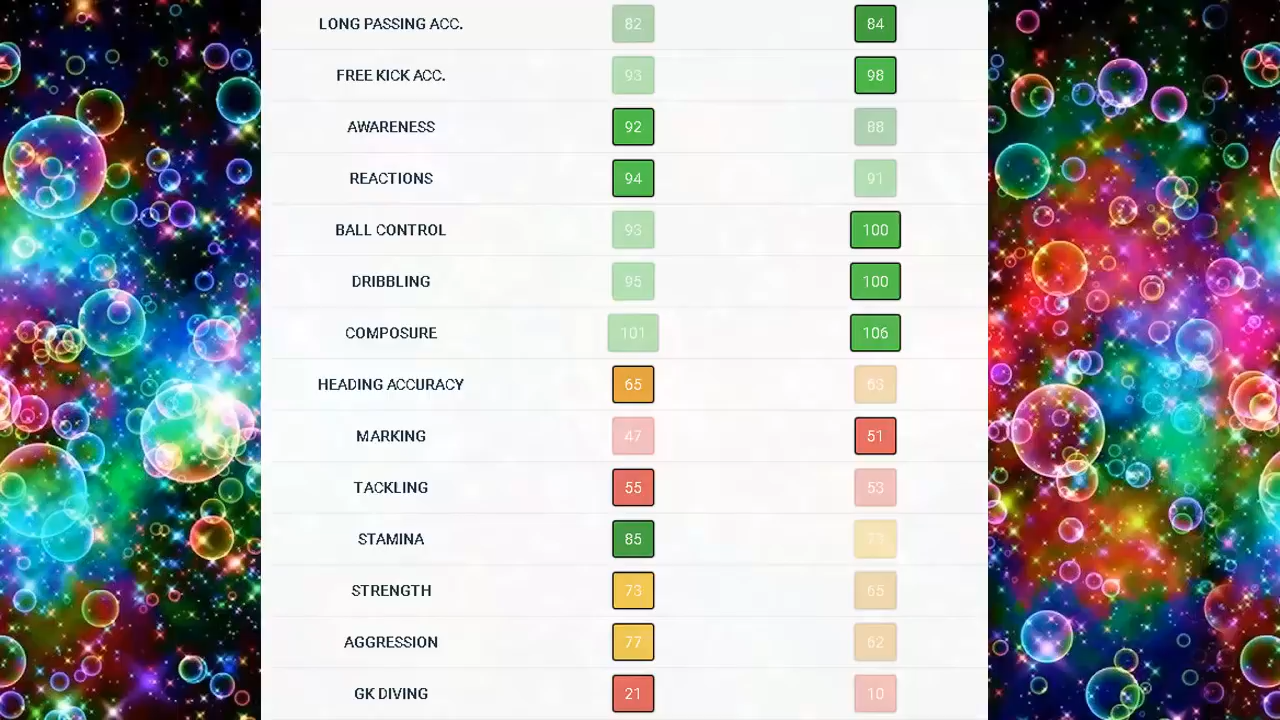 LONG PASSING ACC. 82 84
FREE KICK ACC. 93 98
AWARENESS 92 88
REACTIONS 94 91
BALL CONTROL 93 100
DRIBBLING 95 100
COMPOSURE 101 106
HEADING ACCURACY 65 63
MARKING 47 51
TACKLING 55 53
STAMINA 85 73
STRENGTH 73 65
AGGRESSION 77 62
GK DIVING 21 10